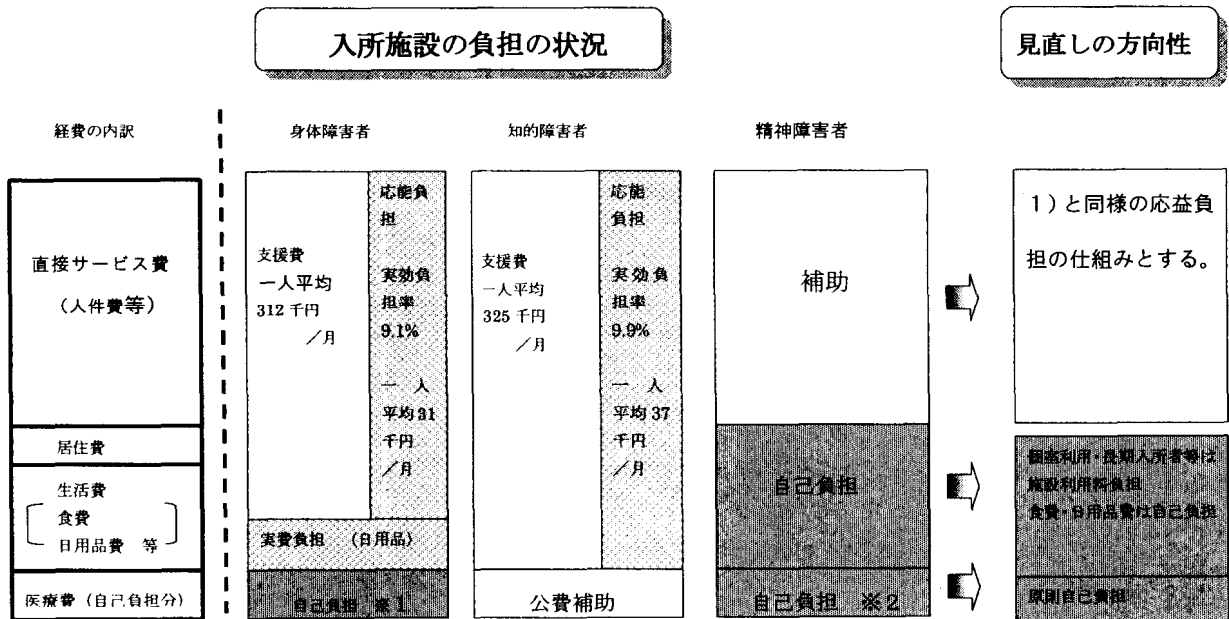 入所施設の負担の状況
見直しの方向性
経費の内訳
身体障害者
知的障害者
精神障害者
直接サービス費
（人件費等）
居住費
生活費
食費
日用品費　等
医療費（自己負担分）
支援費
一人平均
312 千円
／月
応能負
担
実効負
担率
9.1%
一　人
平均31
千円
／月
実費負担　（日用品）
自己負担　※１
支援費
一人平均
325 千円
／月
応能
負担
実効負
担率
9.9%
一　人
平均37
千円
／月
公費補助
補助
自己負担
自己負担　※２
１）と同様の応益負
担の仕組みとする。
個室利用・長期入所者等は
施設利用料負担
食費・日用品費は自己負担
原則自己負担